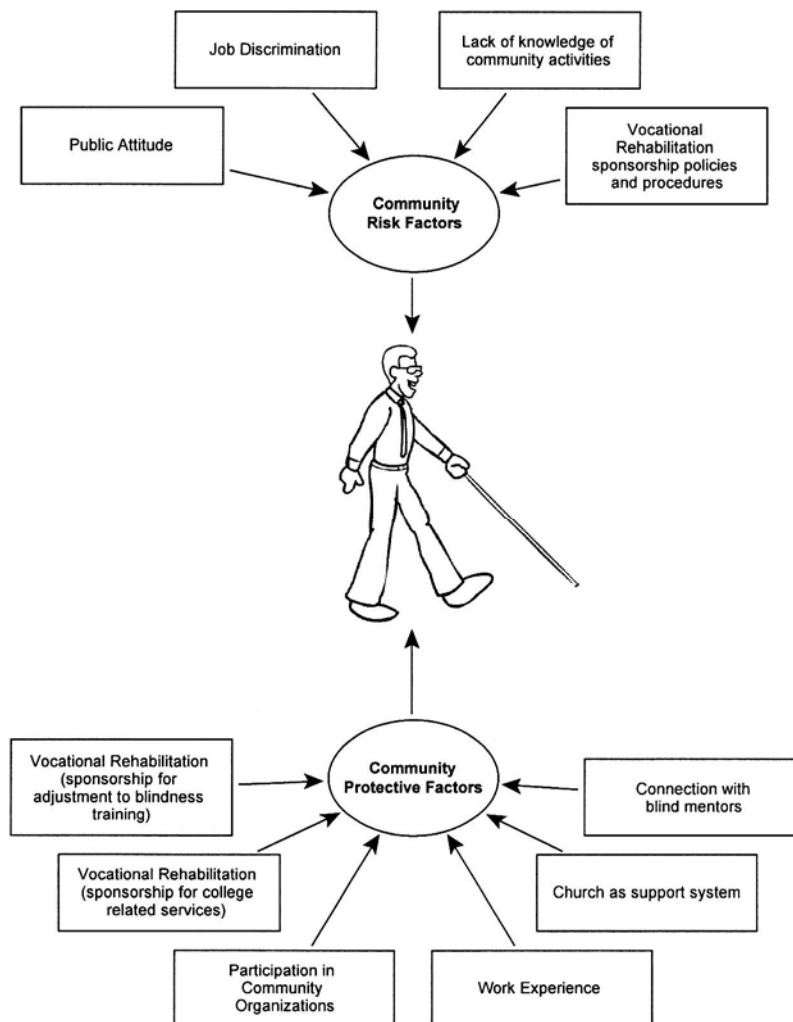 Job Discrimination
Lack of knowledge of
community activities
Public Attitude
Vocational
Rehabilitation
sponsorship policies
and procedures
Community
Risk Factors
Community
Protective Factors
Vocational Rehabilitation
(sponsorship for
adjustment to blindness
training)
Connection with
blind mentors
Vocational Rehabilitation
(sponsorship for college
related services)
Church as support system
Participation in
Community
Organizations
Work Experience